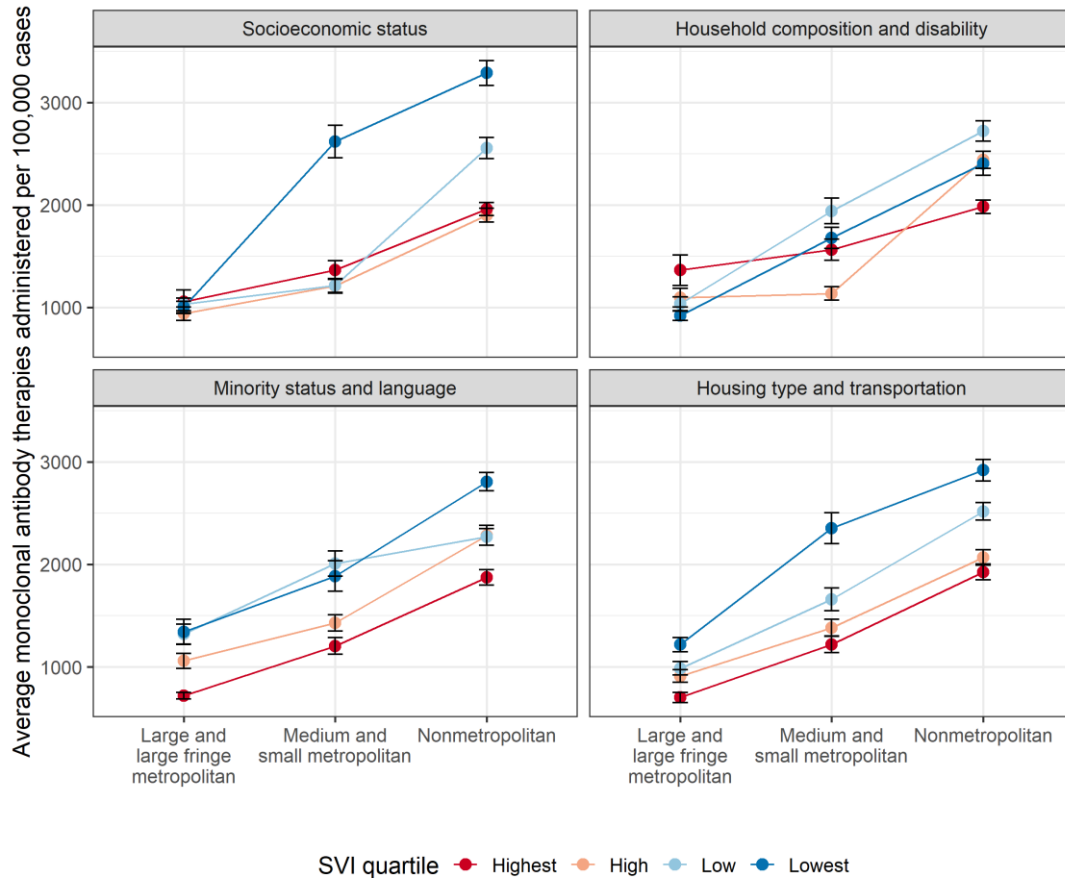 Average monoclonal antibody therapies administered per 100,000 cases
Socioeconomic status
Household composition and disability
3000
2000
1000
Minority status and language
Housing type and transportation
3000
2000
1000
Large and
large fringe
metropolitan
Medium and
small metropolitan
Nonmetropolitan
Large and
large fringe
metropolitan
Medium and
small metropolitan
Nonmetropolitan
SVI quartile Highest High Low Lowest